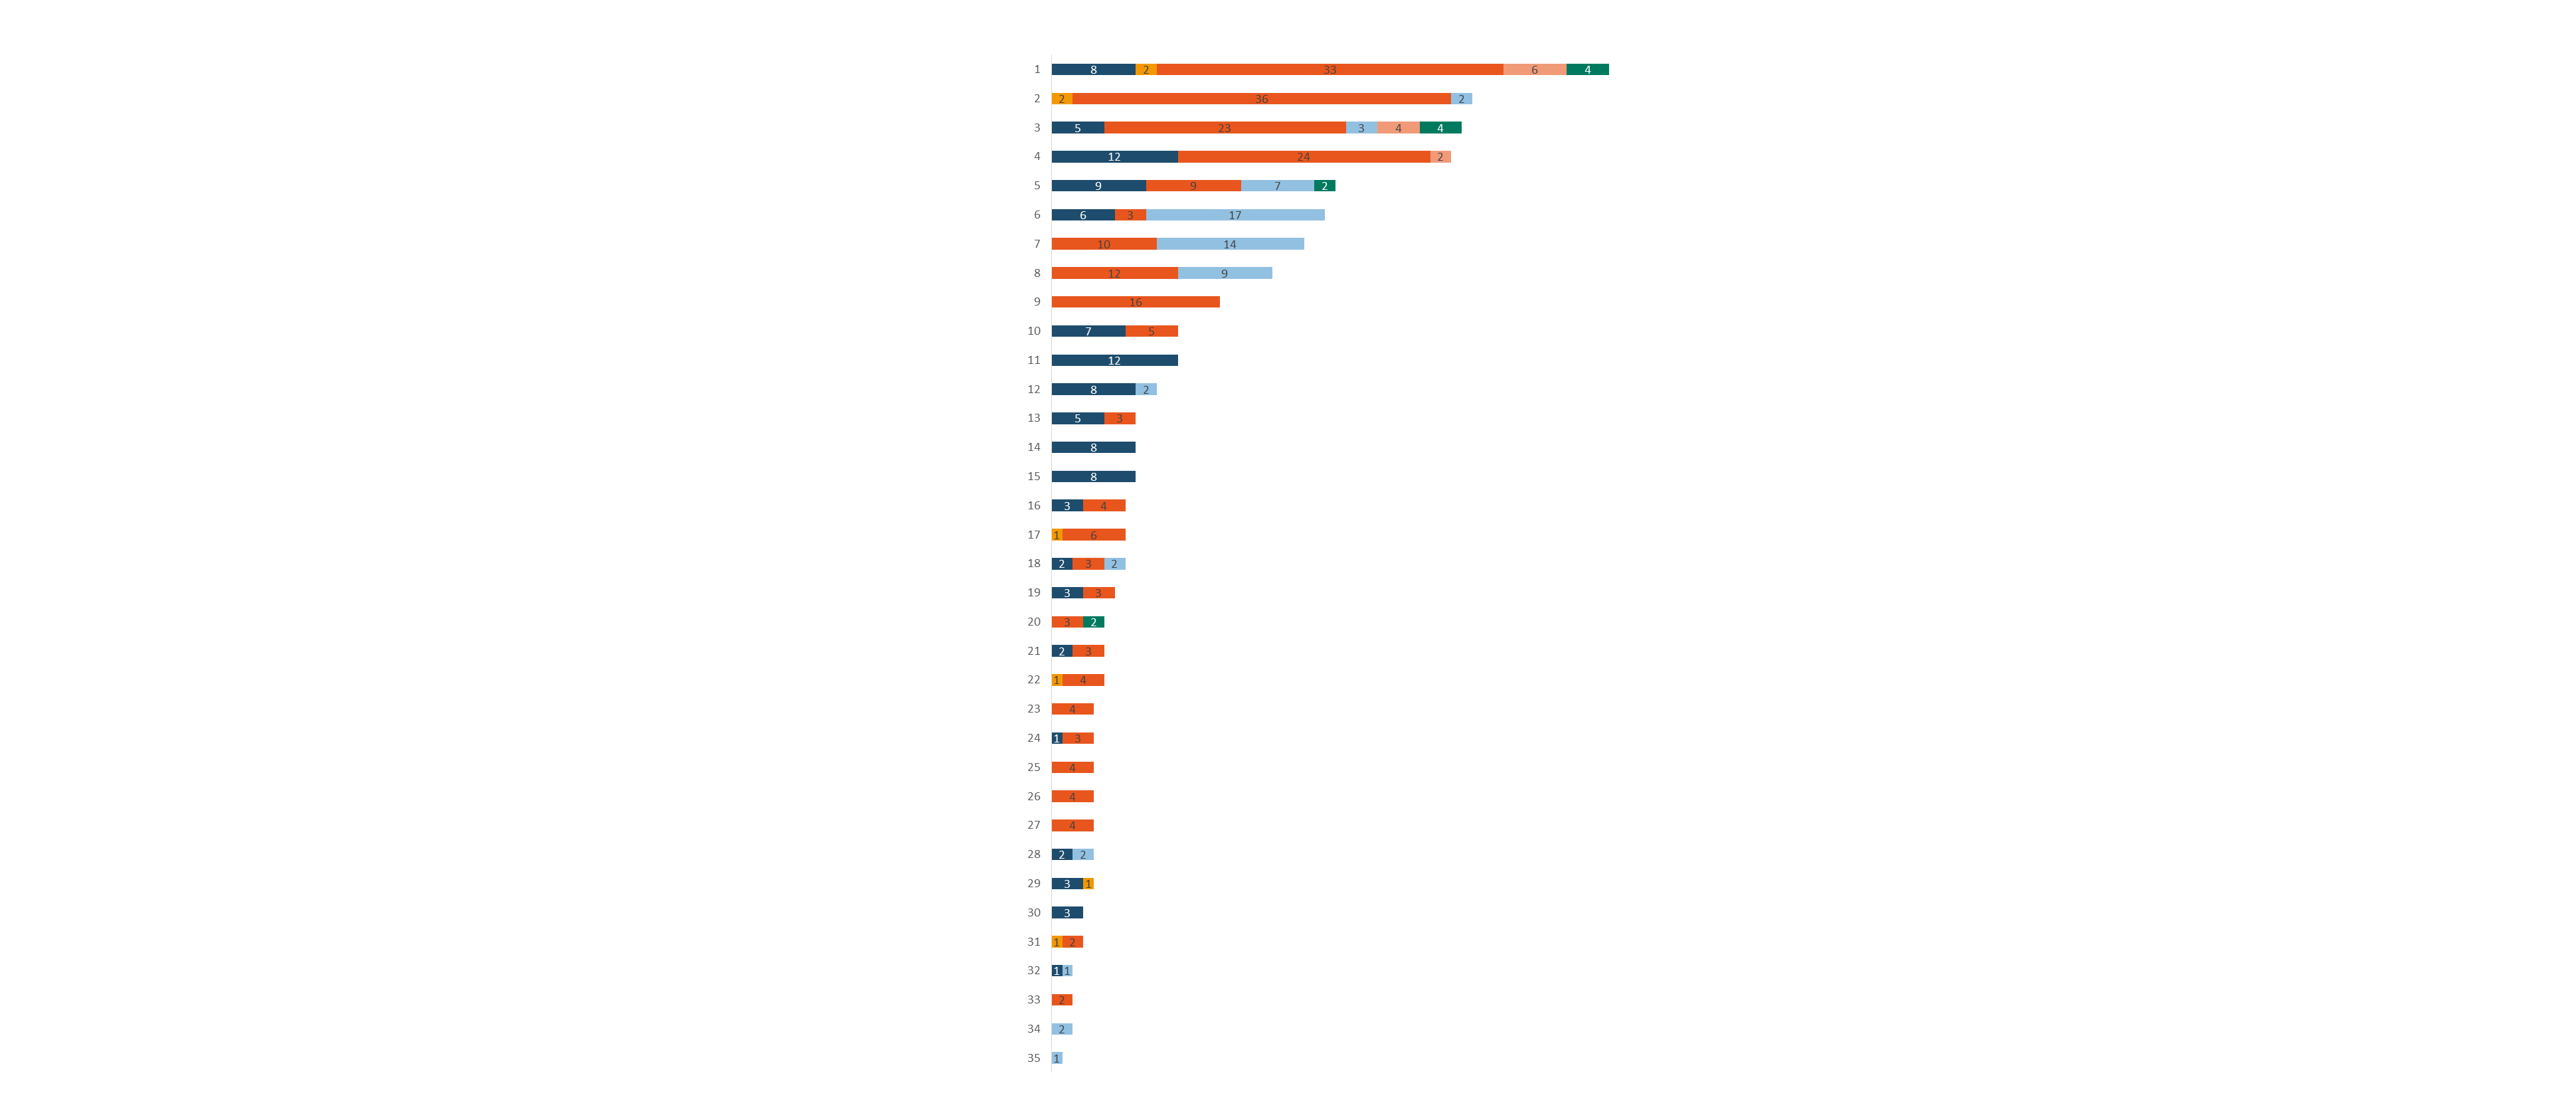 1 8 2 33 6 4
2 2 36 2
3 5 23 3 4 4
4 12 24 2
5 9 9 7 2
6 6 3 17
7 10 14
8 12 9
9 16
10 7 5
11 12
12 8 2
13 5 3
14 8
15 8
16 3 4
17 1 6
18 2 3 2
19 3 3
20 3 2
21 2 3
22 1 4
23 4
24 1 3
25 4
26 4
27 4
28 2 2
29 3 1
30 3
31 1 2
32 1 1
33 2
34 2
35 1